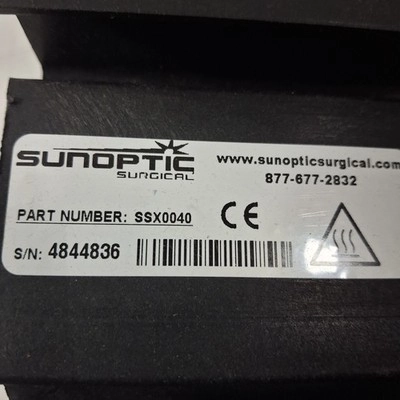 SUNOPTIC
SURGICAL
www.sunopticsurgical.com
877-677-2832
PART NUMBER: SSX0040
CE
S/N: 4844836